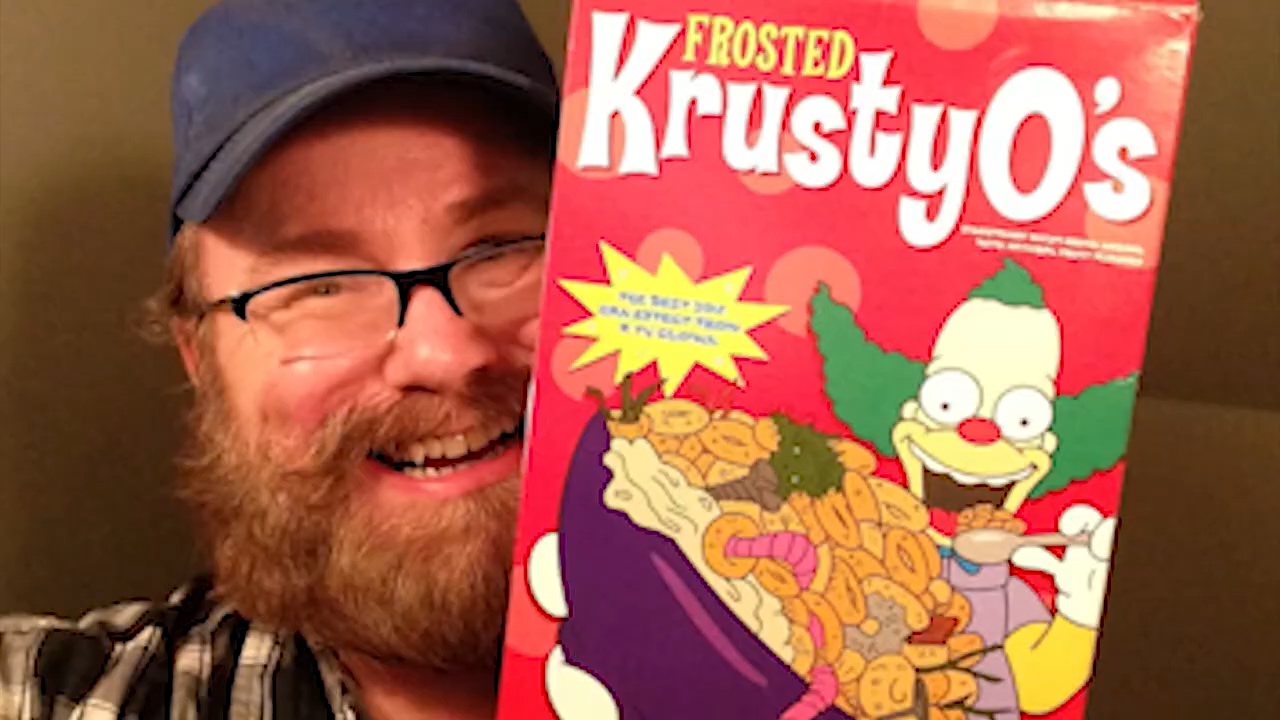 FROSTED
KrustyO's
THE BEST YOU
CAN EXPECT FROM
A TV CLOWN.